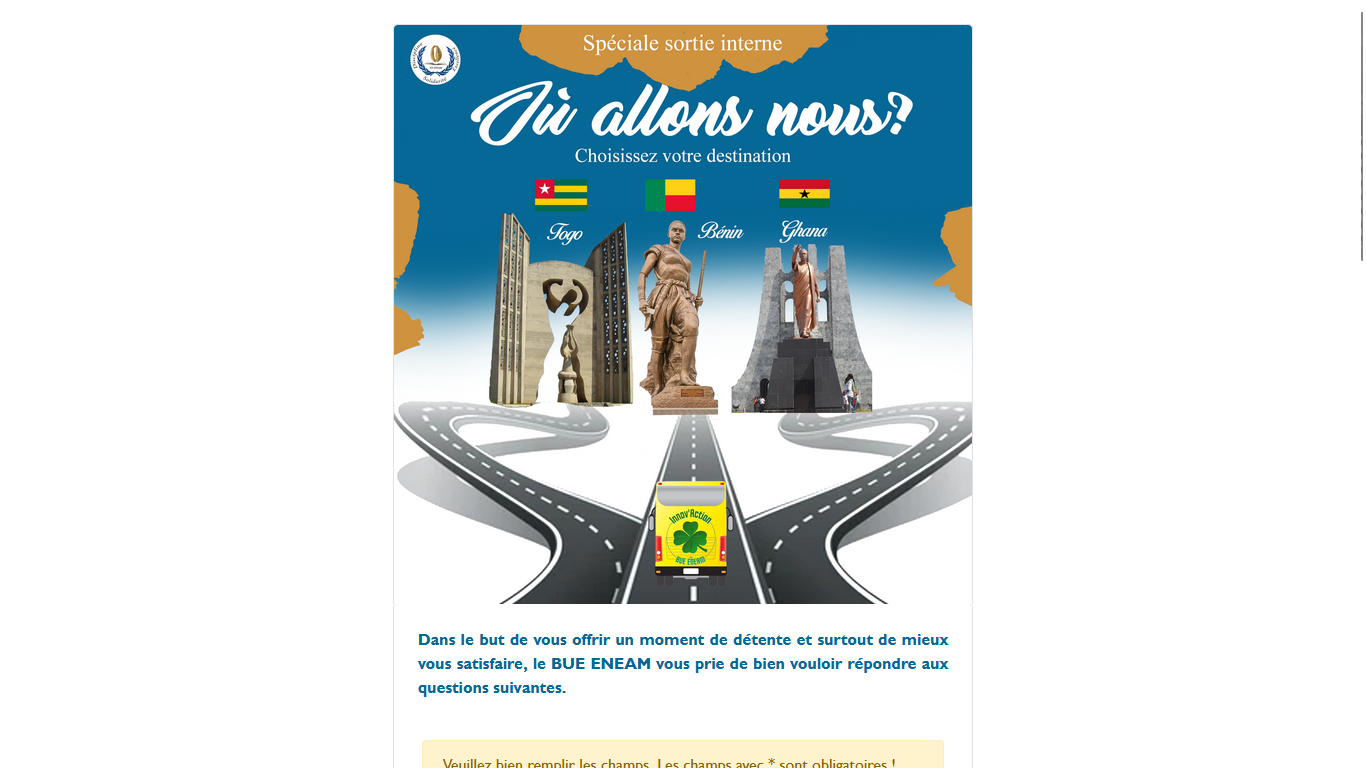 Spéciale sortie interne
Où allons nous?
Choisissez votre destination
Togo
Bénin
Ghana
Solidarité
Innov'Action
BUE ENEAM
Dans le but de vous offrir un moment de détente et surtout de mieux
vous satisfaire, le BUE ENEAM vous prie de bien vouloir répondre aux
questions suivantes.
Veuillez bien remplir les champs. Les champs avec * sont obligatoires !